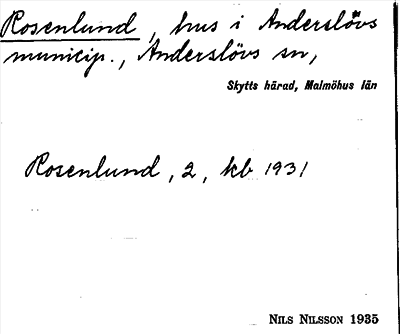 Rosenlund, hus i Anderslövs
municip., Anderslövs sn,
Skytts härad, Malmöhus län
Rosenlund, 2, kb 1931
NILS NILSSON 1935